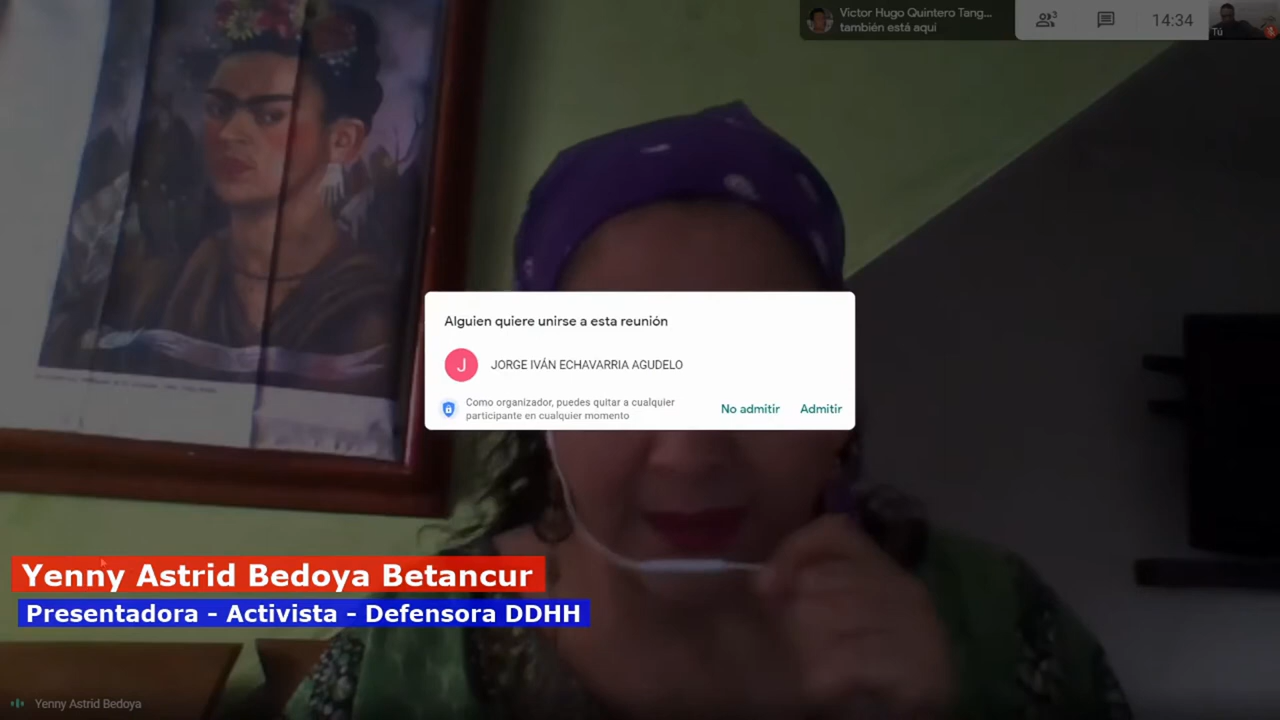 Victor Hugo Quintero Tang...
también está aquí
3
14:34
Tú
Alguien quiere unirse a esta reunión
J
JORGE IVÁN ECHAVARRIA AGUDELO
Como organizador, puedes quitar a cualquier
participante en cualquier momento
No admitir
Admitir
Yenny Astrid Bedoya Betancur
Presentadora - Activista - Defensora DDHH
Yenny Astrid Bedoya